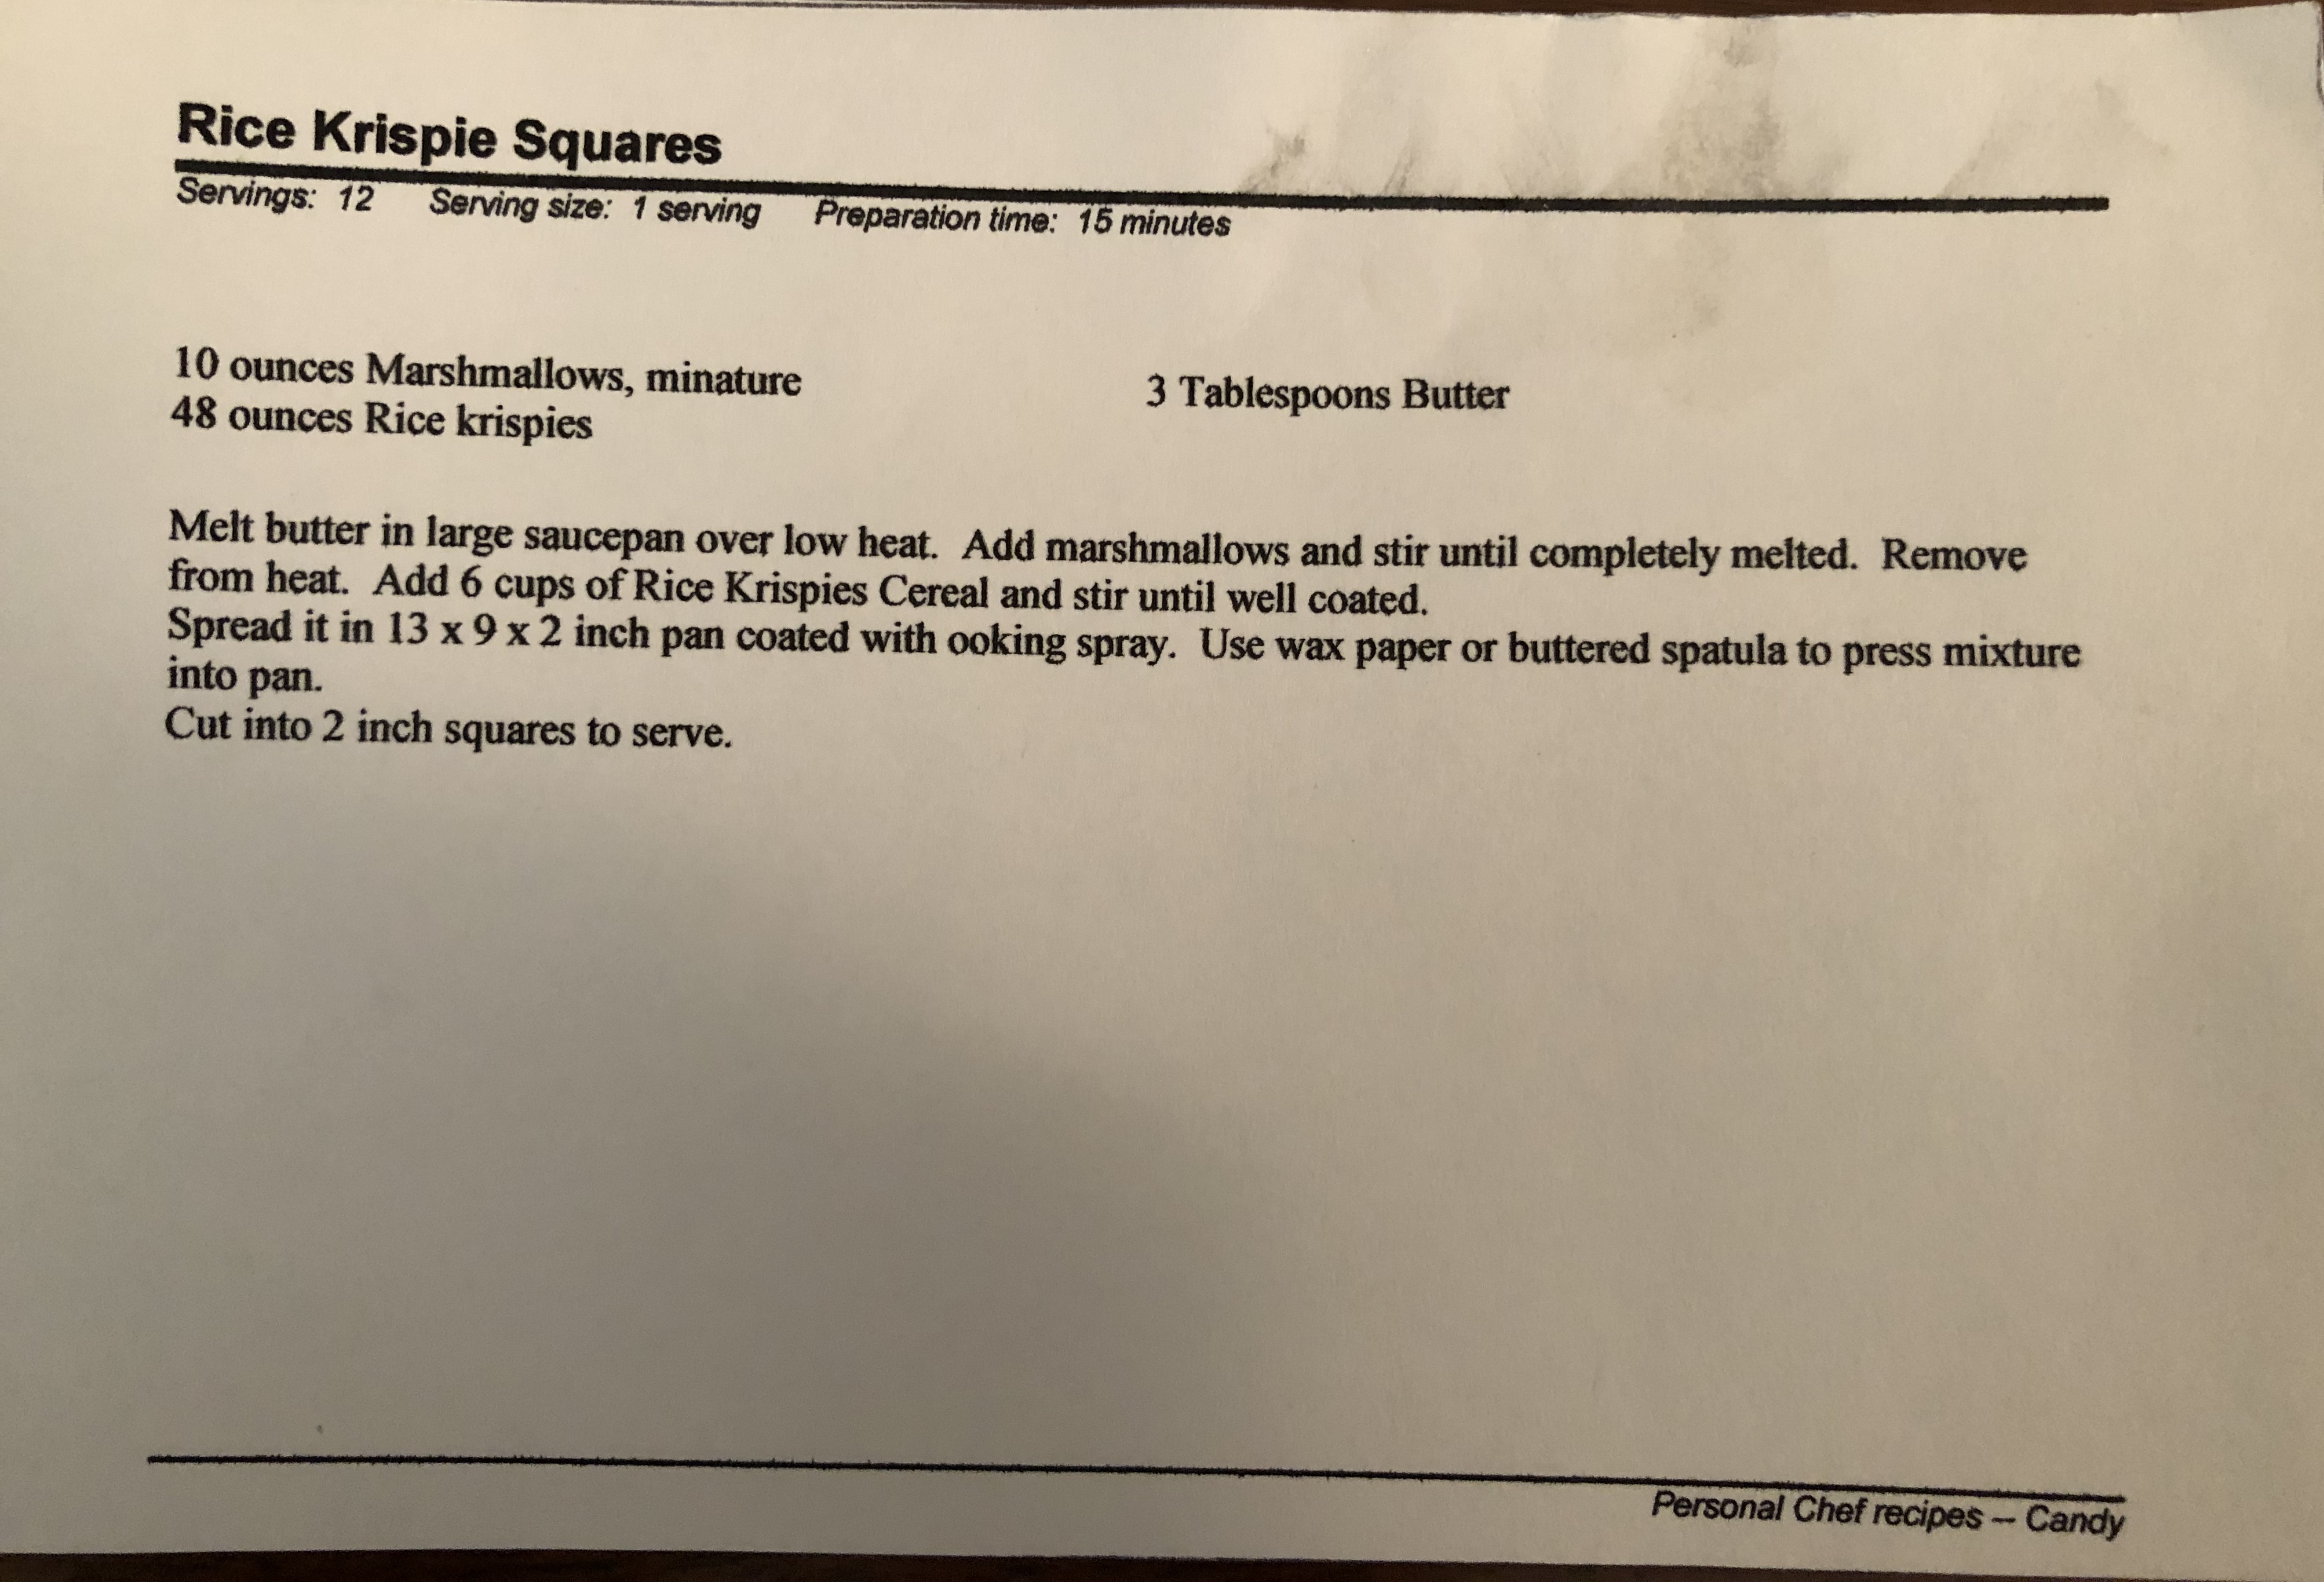 Rice Krispie Squares
Servings: 12 Serving size: 1 serving Preparation time: 15 minutes
10 ounces Marshmallows, minature 3 Tablespoons Butter
48 ounces Rice krispies
Melt butter in large saucepan over low heat. Add marshmallows and stir until completely melted. Remove
from heat. Add 6 cups of Rice Krispies Cereal and stir until well coated.
Spread it in 13 x 9 x 2 inch pan coated with ooking spray. Use wax paper or buttered spatula to press mixture
into pan.
Cut into 2 inch squares to serve.
Personal Chef recipes – Candy